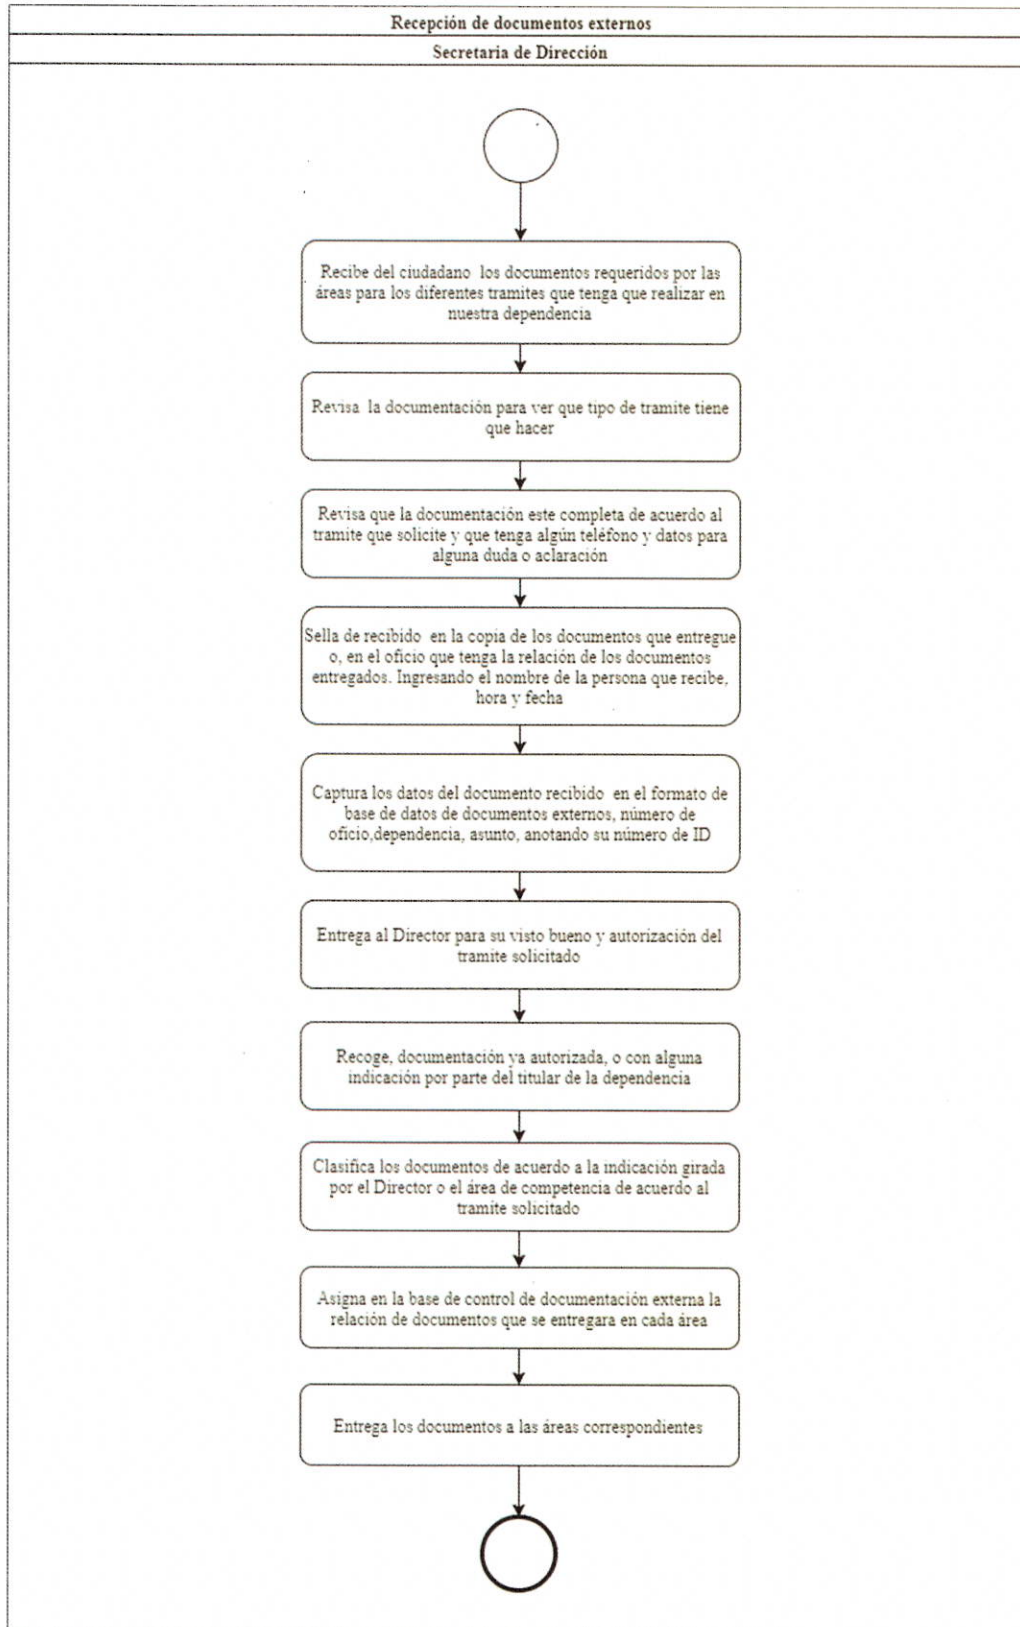 Recepción de documentos externos
Secretaria de Dirección
Recibe del ciudadano los documentos requeridos por las
áreas para los diferentes tramites que tenga que realizar en
nuestra dependencia
Revisa la documentación para ver que tipo de tramite tiene
que hacer
Revisa que la documentación este completa de acuerdo al
tramite que solicite y que tenga algún teléfono y datos para
alguna duda o aclaración
Sella de recibido en la copia de los documentos que entregue
o, en el oficio que tenga la relación de los documentos
entregados. Ingresando el nombre de la persona que recibe,
hora y fecha
Captura los datos del documento recibido en el formato de
base de datos de documentos externos, número de
oficio,dependencia, asunto, anotando su número de ID
Entrega al Director para su visto bueno y autorización del
tramite solicitado
Recoge, documentación ya autorizada, o con alguna
indicación por parte del titular de la dependencia
Clasifica los documentos de acuerdo a la indicación girada
por el Director o el área de competencia de acuerdo al
tramite solicitado
Asigna en la base de control de documentación externa la
relación de documentos que se entregara en cada área
Entrega los documentos a las áreas correspondientes